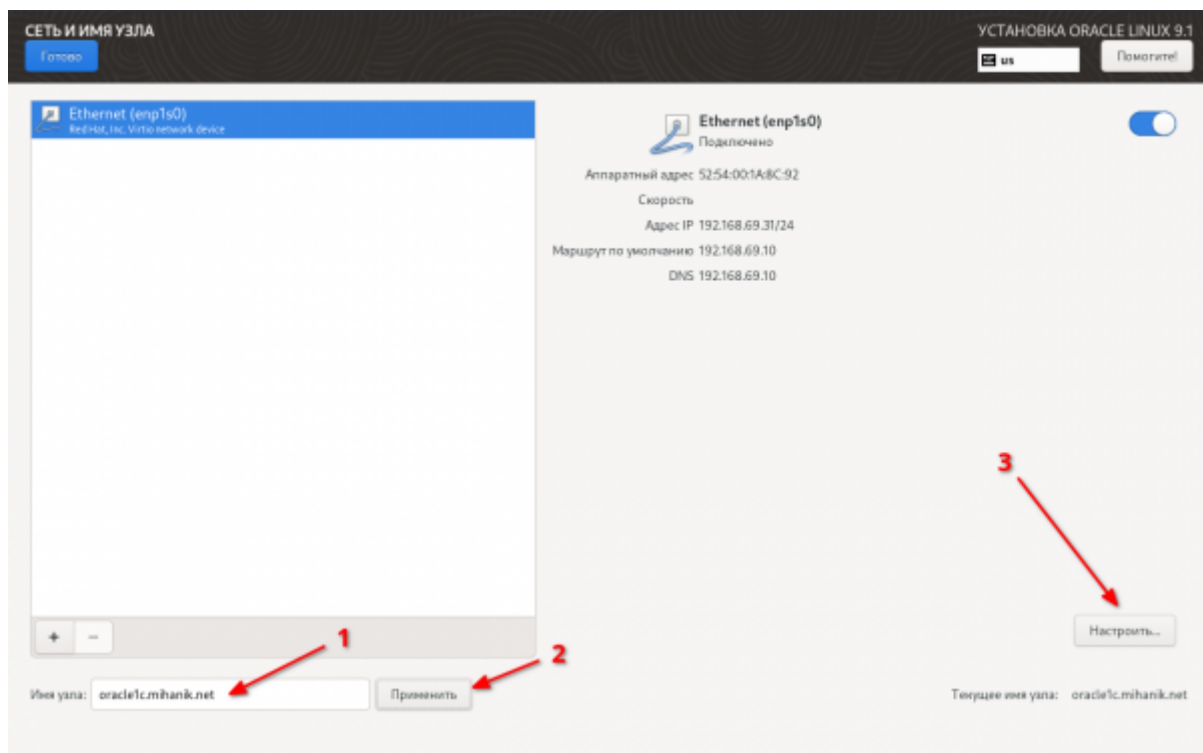 СЕТЬ И ИМЯ УЗЛА
Готово
УСТАНОВКА ORACLE LINUX 9.1
us
Помогите!
Ethernet (enp1s0)
Red Hat, Inc. Virtio network device
Ethernet (enp1s0)
Подключено
Аппаратный адрес 52:54:00:1A:8C:92
Скорость
Адрес IP 192.168.69.31/24
Маршрут по умолчанию 192.168.69.10
DNS 192.168.69.10
3
Настроить...
+ −
1
2
Имя узла: oracle1c.mihanik.net Применить
Текущее имя узла: oracle1c.mihanik.net